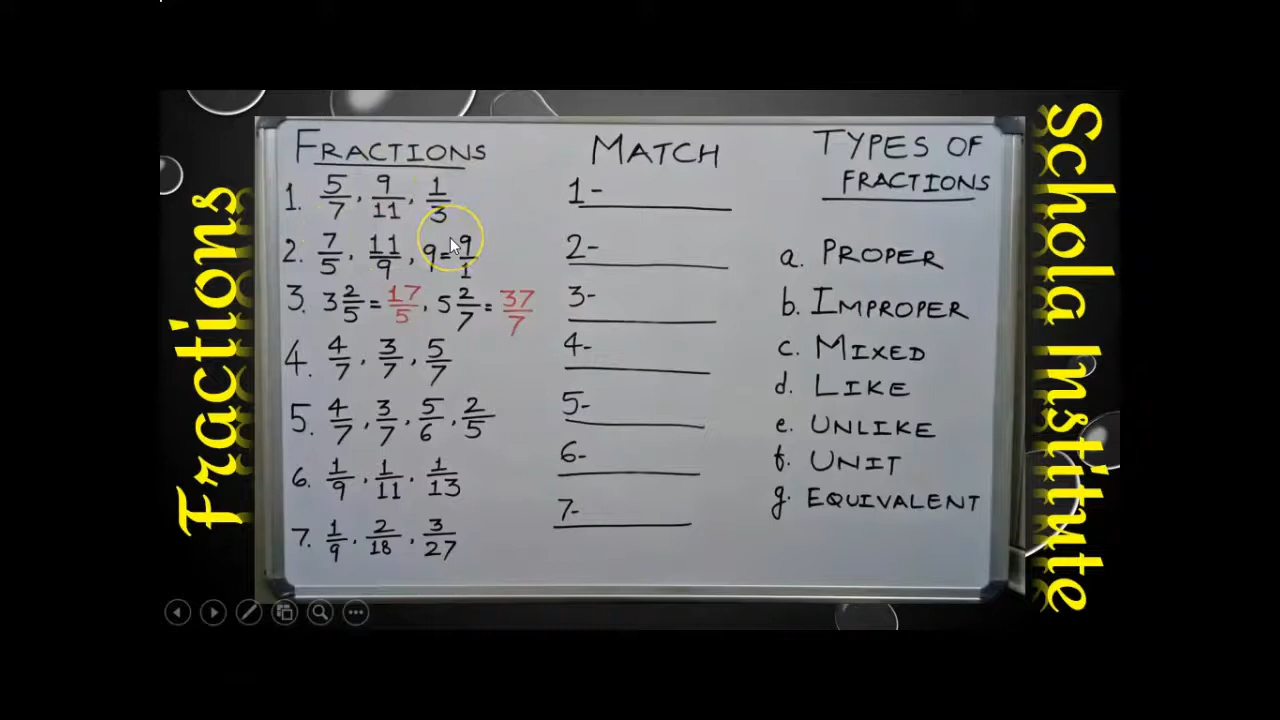 Fractions
FRACTIONS
1. 5/7, 9/11, 1/3
2. 7/5, 11/9, 9=9/1
3. 3 2/5 = 17/5, 5 2/7 = 37/7
4. 4/7, 3/7, 5/7
5. 4/7, 3/7, 5/6, 2/5
6. 1/9, 1/11, 1/13
7. 1/9, 2/18, 3/27
MATCH
1-
2-
3-
4-
5-
6-
7-
TYPES OF
FRACTIONS
a. PROPER
b. IMPROPER
c. MIXED
d. LIKE
e. UNLIKE
f. UNIT
g. EQUIVALENT
Schola Institute